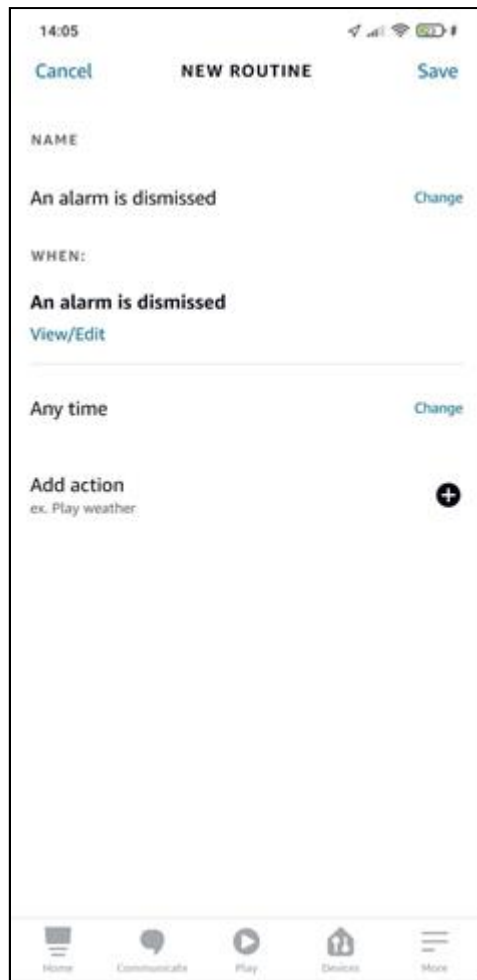 14:05
Cancel NEW ROUTINE Save
NAME
An alarm is dismissed Change
WHEN:
An alarm is dismissed
View/Edit
Any time Change
Add action
ex. Play weather
Home Communicate Play Devices More